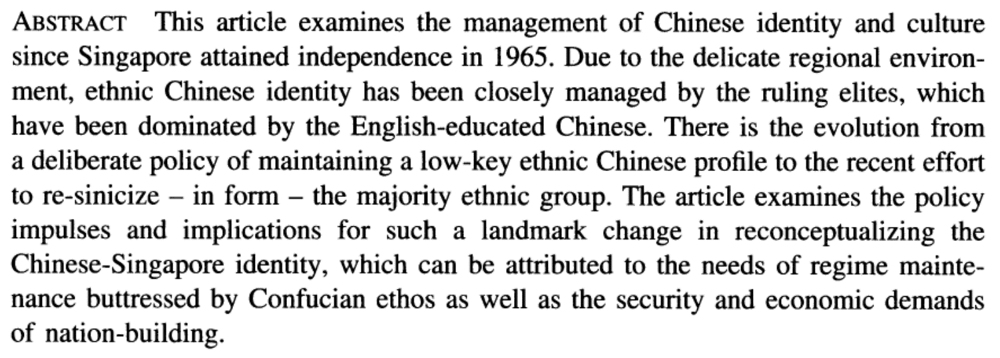 ABSTRACT This article examines the management of Chinese identity and culture
since Singapore attained independence in 1965. Due to the delicate regional environ-
ment, ethnic Chinese identity has been closely managed by the ruling elites, which
have been dominated by the English-educated Chinese. There is the evolution from
a deliberate policy of maintaining a low-key ethnic Chinese profile to the recent effort
to re-sinicize – in form – the majority ethnic group. The article examines the policy
impulses and implications for such a landmark change in reconceptualizing the
Chinese-Singapore identity, which can be attributed to the needs of regime mainte-
nance buttressed by Confucian ethos as well as the security and economic demands
of nation-building.